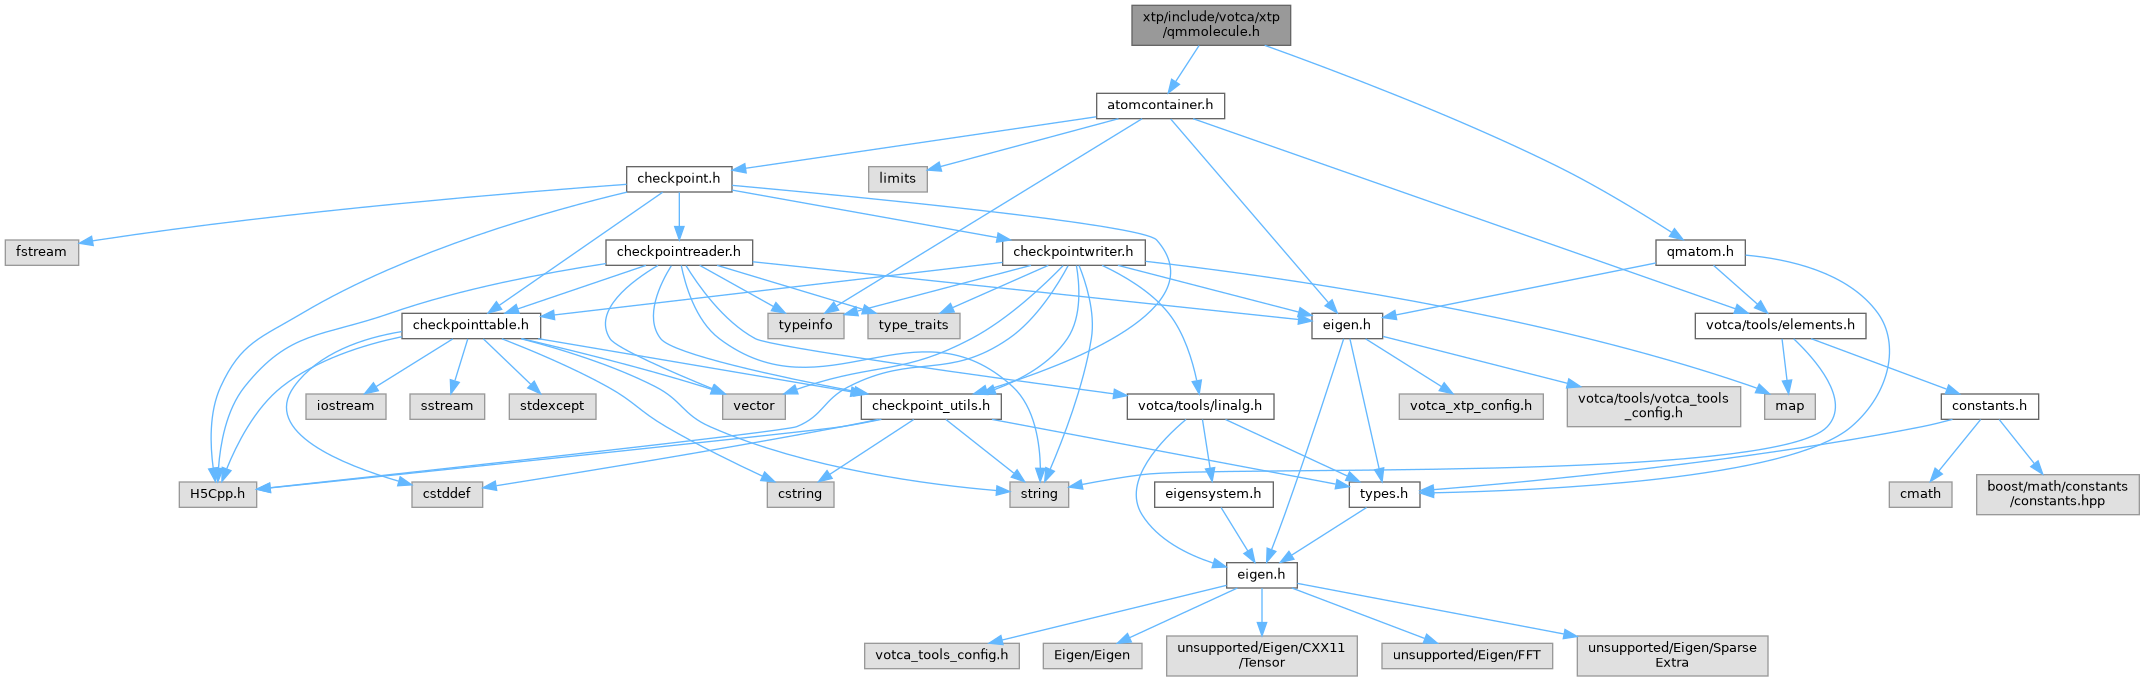 xtp/include/votca/xtp
/qmmolecule.h
atomcontainer.h
checkpoint.h
limits
fstream
checkpointreader.h
checkpointwriter.h
qmatom.h
checkpointtable.h
typeinfo
type_traits
eigen.h
votca/tools/elements.h
iostream
sstream
stdexcept
vector
checkpoint_utils.h
votca/tools/linalg.h
votca_xtp_config.h
votca/tools/votca_tools
_config.h
map
constants.h
H5Cpp.h
cstddef
cstring
string
eigensystem.h
types.h
cmath
boost/math/constants
/constants.hpp
eigen.h
votca_tools_config.h
Eigen/Eigen
unsupported/Eigen/CXX11
/Tensor
unsupported/Eigen/FFT
unsupported/Eigen/Sparse
Extra